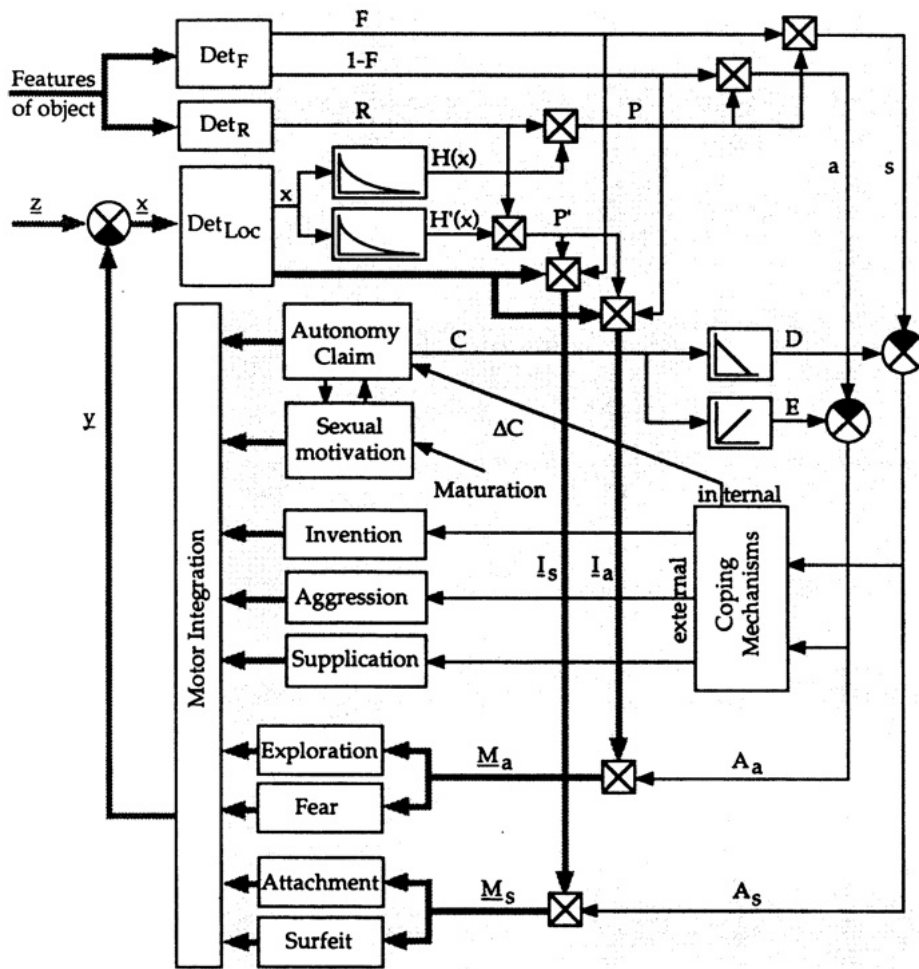 F
Det_F
1-F
Features
of object
Det_R
R
P
H(x)
a
s
z
x
Det_Loc
x
H'(x)
P'
Autonomy
Claim
C
D
E
y
Sexual
motivation
ΔC
Maturation
internal
Invention
I_s
I_a
external
Coping
Mechanisms
Motor Integration
Aggression
Supplication
Exploration
M_a
A_a
Fear
Attachment
M_s
A_s
Surfeit